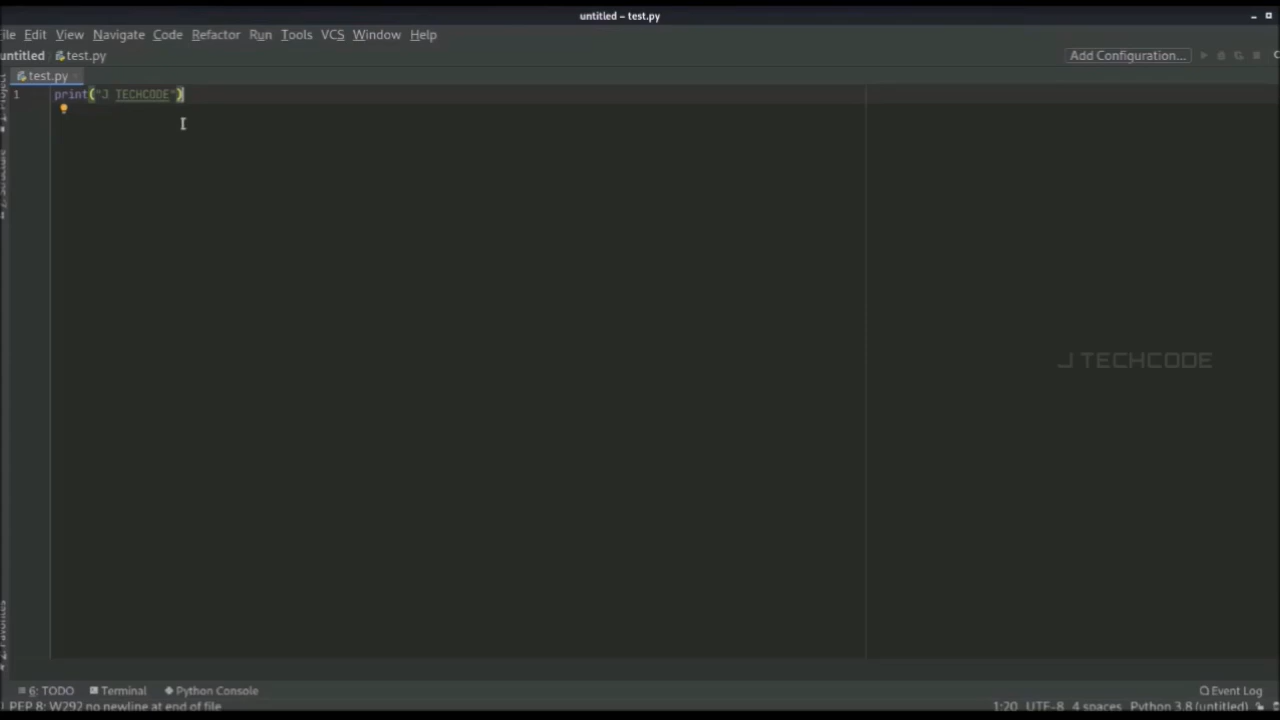 untitled – test.py
ile Edit View Navigate Code Refactor Run Tools VCS Window Help
untitled test.py Add Configuration...
test.py
1 print("J TECHCODE")
J TECHCODE
6: TODO Terminal Python Console Event Log
PEP 8: W292 no newline at end of file 1:20 UTF-8 4 spaces Python 3.8 (untitled)